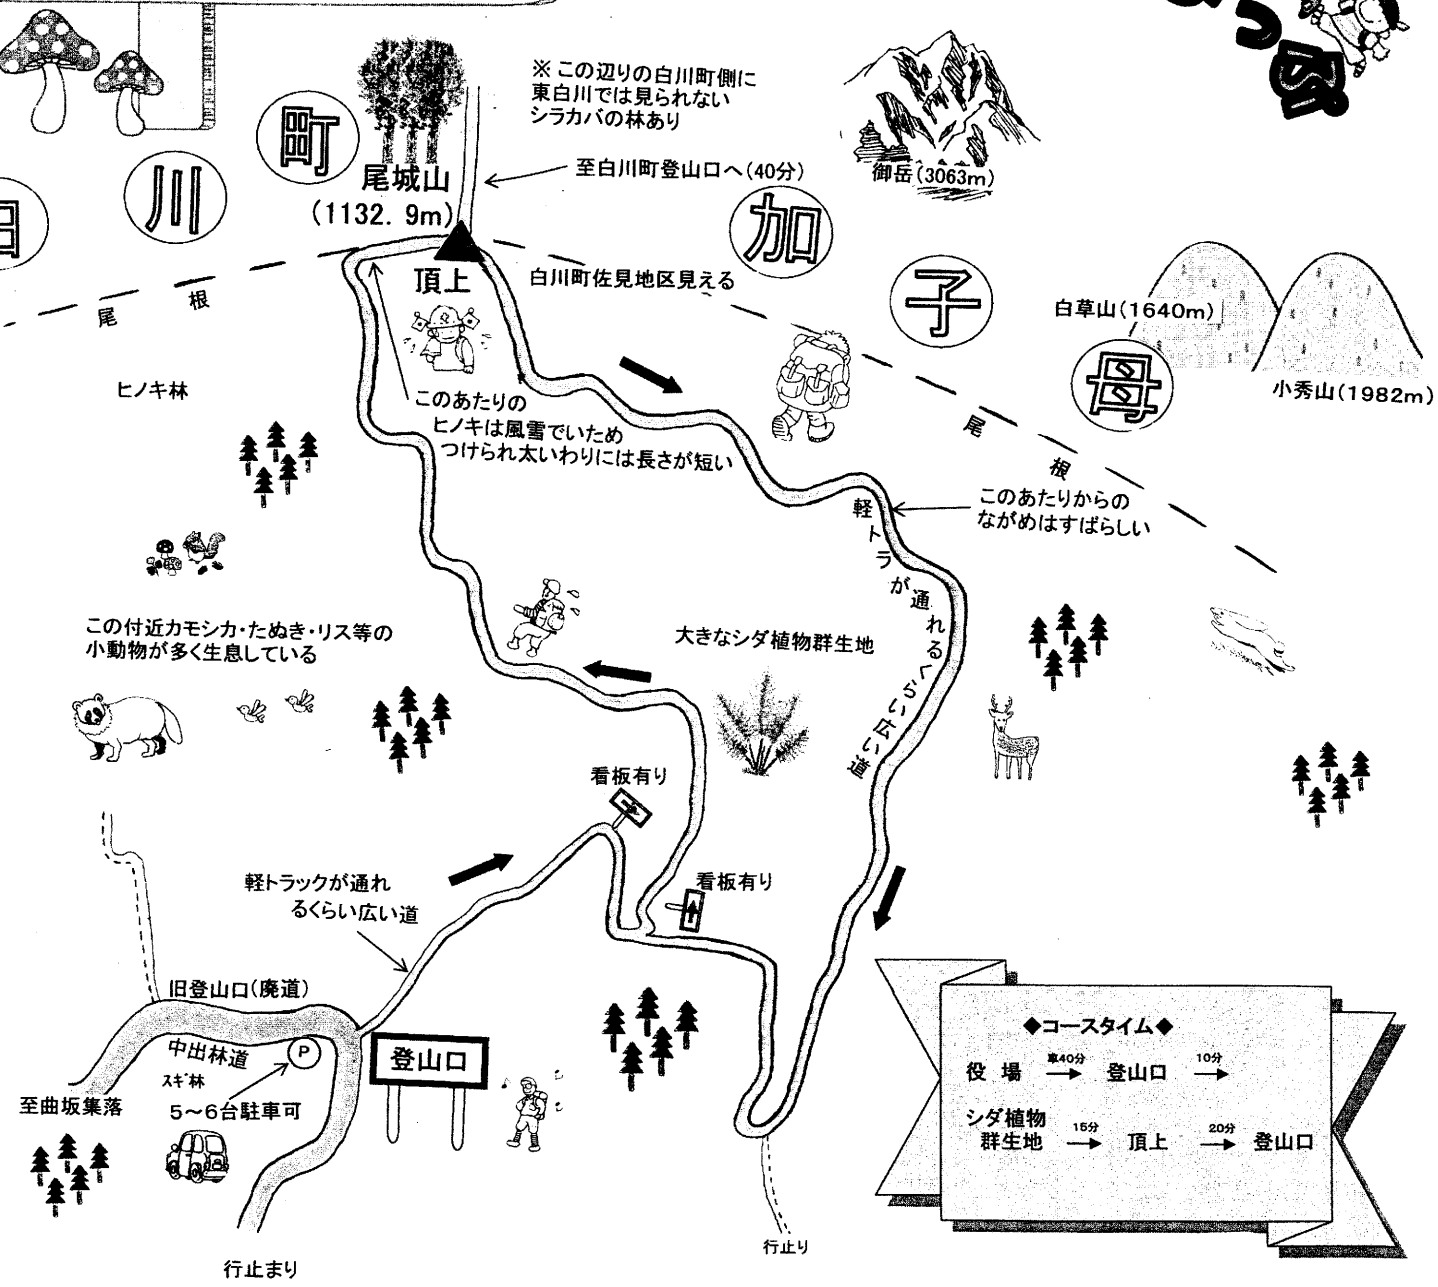 ※ この辺りの白川町側に
東白川では見られない
シラカバの林あり
町
川
尾城山
(1132. 9m)
至白川町登山口へ(40分)
御岳(3063m)
加
子
母
頂上
白川町佐見地区見える
尾 根
白草山(1640m)
小秀山(1982m)
ヒノキ林
このあたりの
ヒノキは風雪でいため
つけられ太いわりには長さが短い
尾 根
このあたりからの
ながめはすばらしい
軽トラが通れるくらい広い道
この付近カモシカ・たぬき・リス等の
小動物が多く生息している
大きなシダ植物群生地
看板有り
看板有り
軽トラックが通れ
るくらい広い道
旧登山口(廃道)
中出林道
P
スギ林
5～6台駐車可
至曲坂集落
登山口
行止まり
行止り
◆コースタイム◆
役 場 車40分 登山口 10分
シダ植物
群生地 15分 頂上 20分 登山口